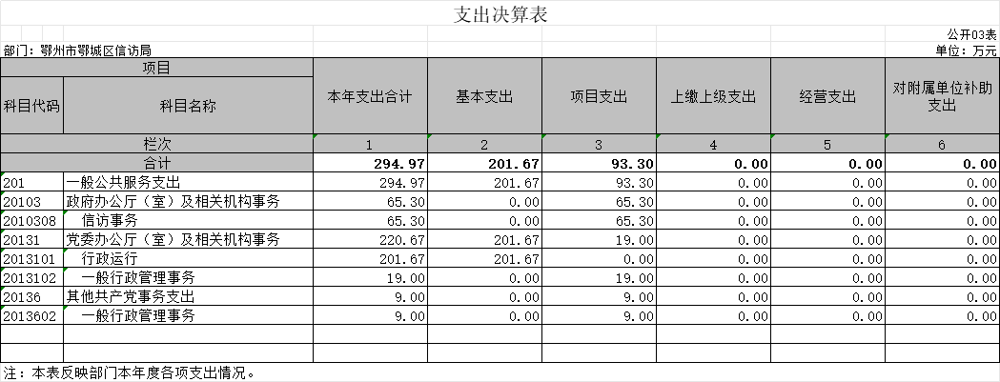 支出决算表
公开03表
部门：鄂州市鄂城区信访局 单位：万元
项目 本年支出合计 基本支出 项目支出 上缴上级支出 经营支出 对附属单位补助支出
科目代码 科目名称
栏次 1 2 3 4 5 6
合计 294.97 201.67 93.30 0.00 0.00 0.00
201 一般公共服务支出 294.97 201.67 93.30 0.00 0.00 0.00
20103 政府办公厅（室）及相关机构事务 65.30 0.00 65.30 0.00 0.00 0.00
2010308 信访事务 65.30 0.00 65.30 0.00 0.00 0.00
20131 党委办公厅（室）及相关机构事务 220.67 201.67 19.00 0.00 0.00 0.00
2013101 行政运行 201.67 201.67 0.00 0.00 0.00 0.00
2013102 一般行政管理事务 19.00 0.00 19.00 0.00 0.00 0.00
20136 其他共产党事务支出 9.00 0.00 9.00 0.00 0.00 0.00
2013602 一般行政管理事务 9.00 0.00 9.00 0.00 0.00 0.00
注：本表反映部门本年度各项支出情况。